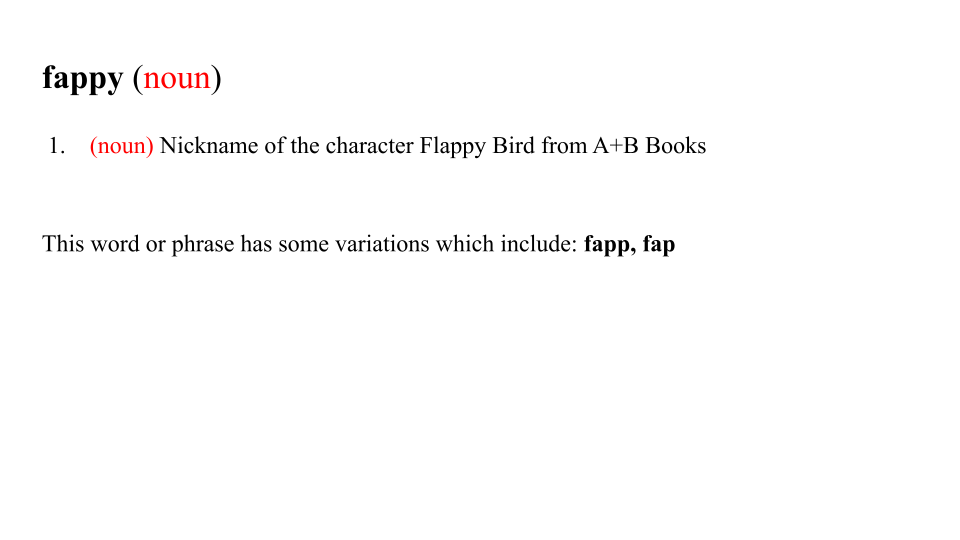 fappy (noun)
1. (noun) Nickname of the character Flappy Bird from A+B Books
This word or phrase has some variations which include: fapp, fap